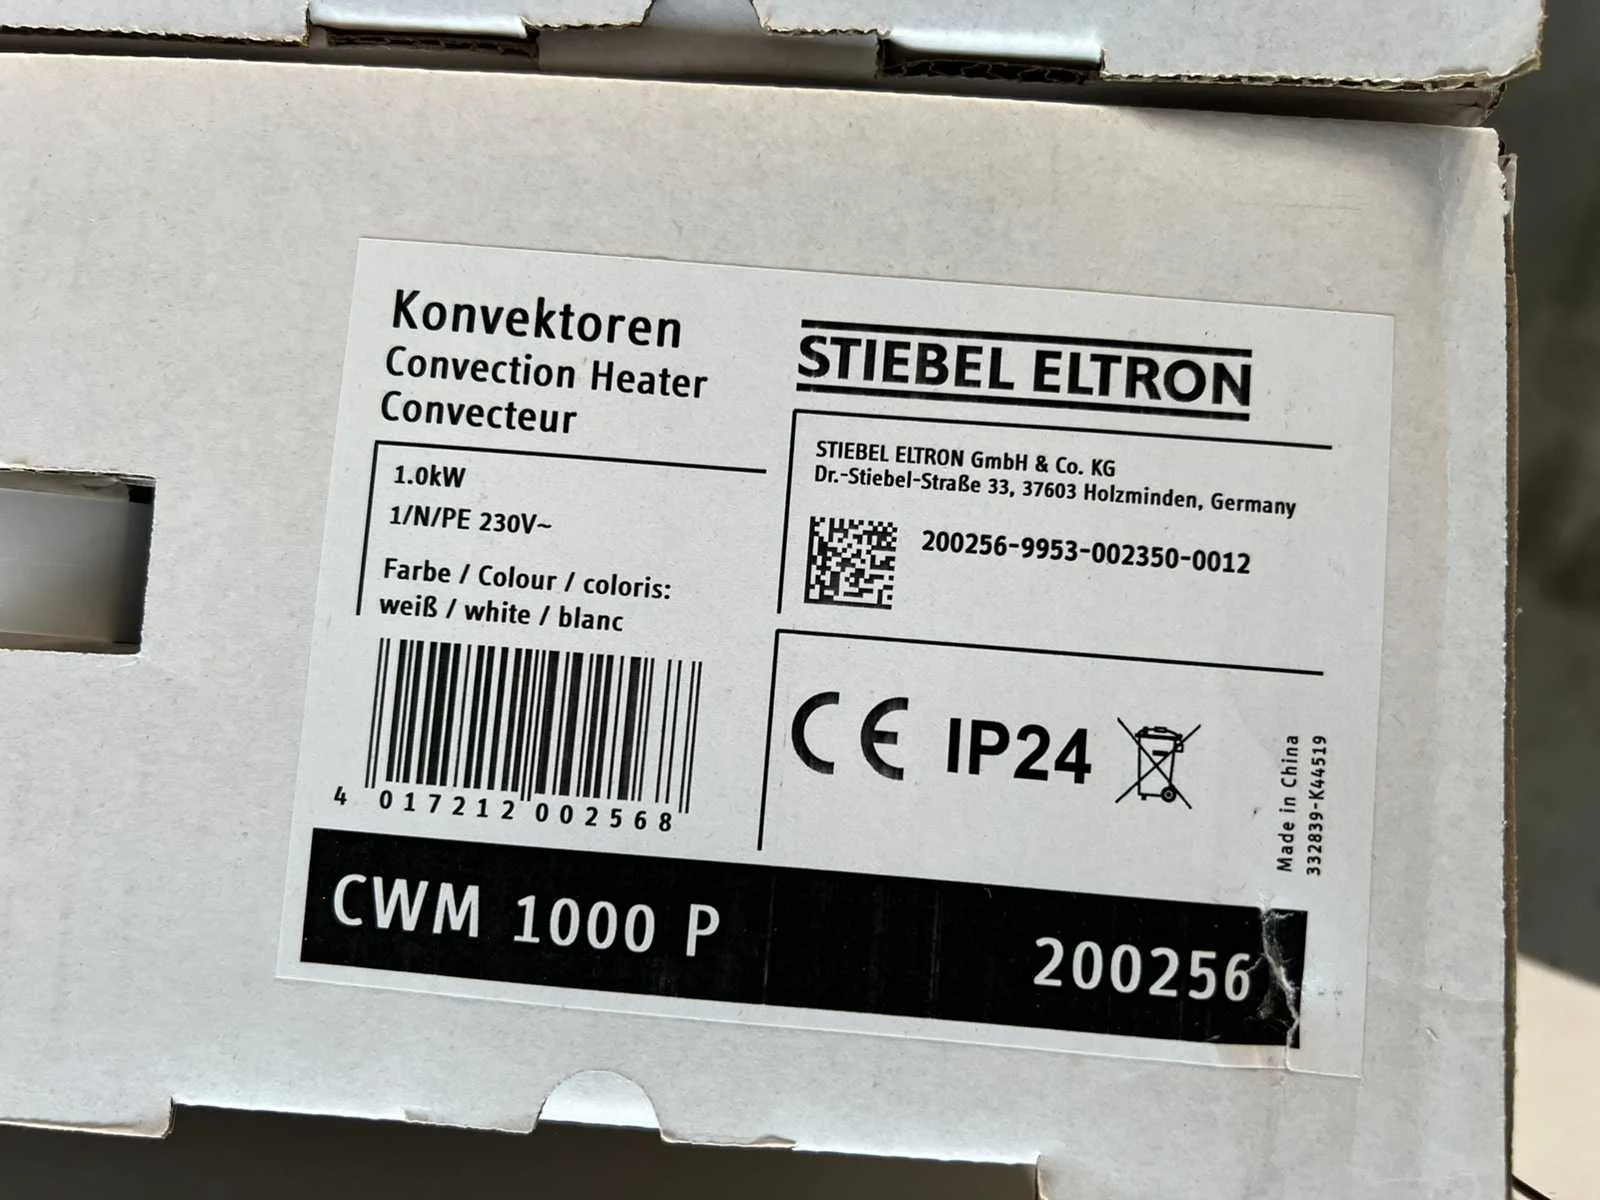 Konvektoren
Convection Heater
Convecteur
1.0kW
1/N/PE 230V~
Farbe / Colour / coloris:
weiß / white / blanc
4 017212 002568
STIEBEL ELTRON
STIEBEL ELTRON GmbH & Co. KG
Dr.-Stiebel-Straße 33, 37603 Holzminden, Germany
200256-9953-002350-0012
CE IP24
Made in China
332839-K44519
CWM 1000 P 200256